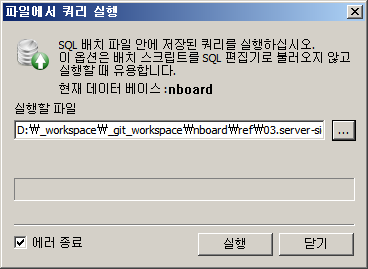 파일에서 쿼리 실행
SQL 배치 파일 안에 저장된 쿼리를 실행하십시오.
이 옵션은 배치 스크립트를 SQL 편집기로 불러오지 않고
실행할 때 유용합니다.
현재 데이터 베이스 :nboard
실행할 파일
D:₩_workspace₩_git_workspace₩nboard₩ref₩03.server-si
...
에러 종료
실행
닫기